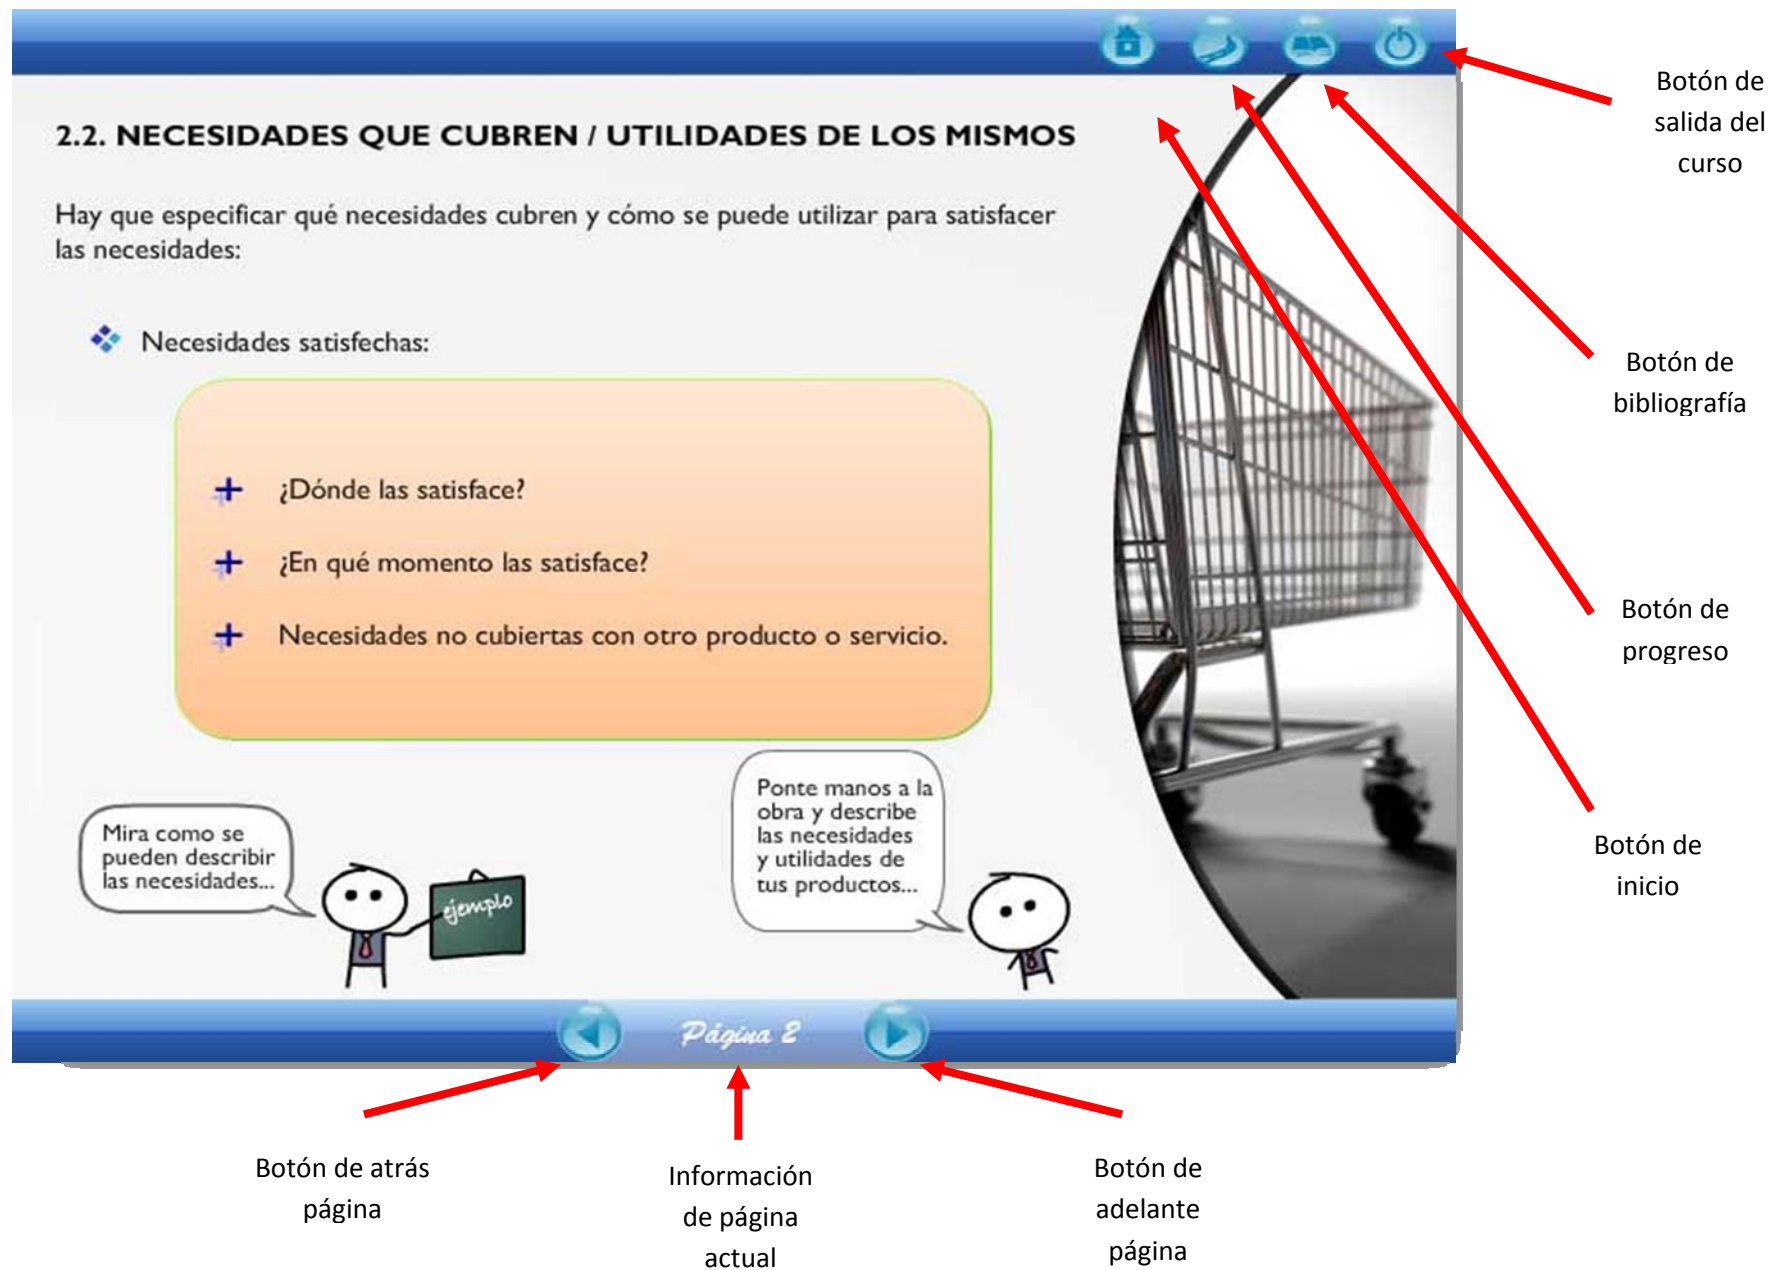 2.2. NECESIDADES QUE CUBREN / UTILIDADES DE LOS MISMOS
Hay que especificar qué necesidades cubren y cómo se puede utilizar para satisfacer
las necesidades:
Necesidades satisfechas:
¿Dónde las satisface?
¿En qué momento las satisface?
Necesidades no cubiertas con otro producto o servicio.
Mira como se
pueden describir
las necesidades...
ejemplo
Ponte manos a la
obra y describe
las necesidades
y utilidades de
tus productos...
Página 2
Botón de
salida del
curso
Botón de
bibliografía
Botón de
progreso
Botón de
inicio
Botón de atrás
página
Información
de página
actual
Botón de
adelante
página